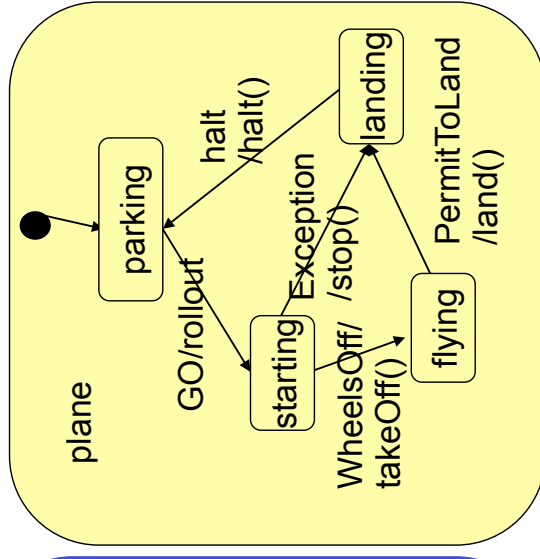 plane
parking
GO/rollout
halt
/halt()
starting
Exception
/stop()
landing
WheelsOff/
takeOff()
flying
PermitToLand
/land()